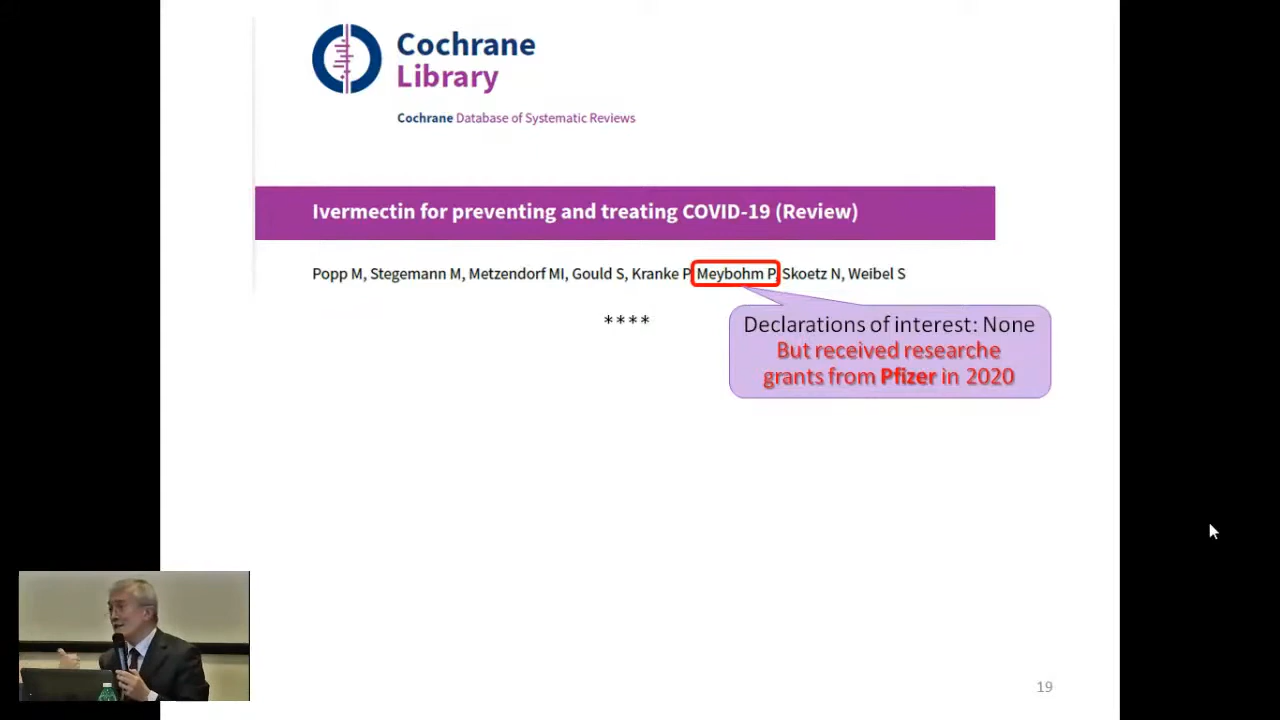 Cochrane
Library
Cochrane Database of Systematic Reviews
Ivermectin for preventing and treating COVID-19 (Review)
Popp M, Stegemann M, Metzendorf MI, Gould S, Kranke P, Meybohm P, Skoetz N, Weibel S
****
Declarations of interest: None
But received researche
grants from Pfizer in 2020
19